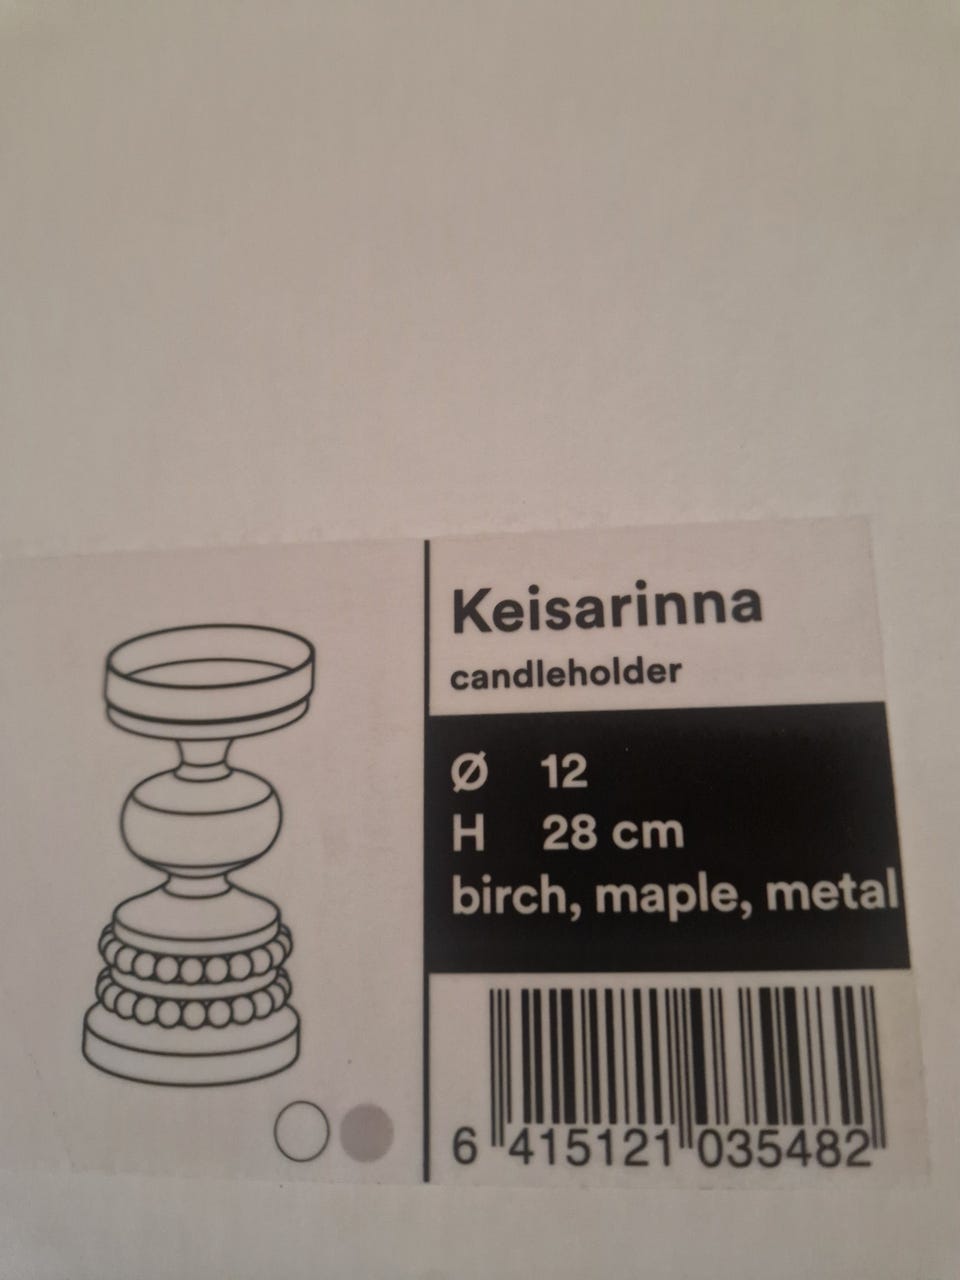 Keisarinna
candleholder
Ø 12
H 28 cm
birch, maple, metal
6 415121 035482